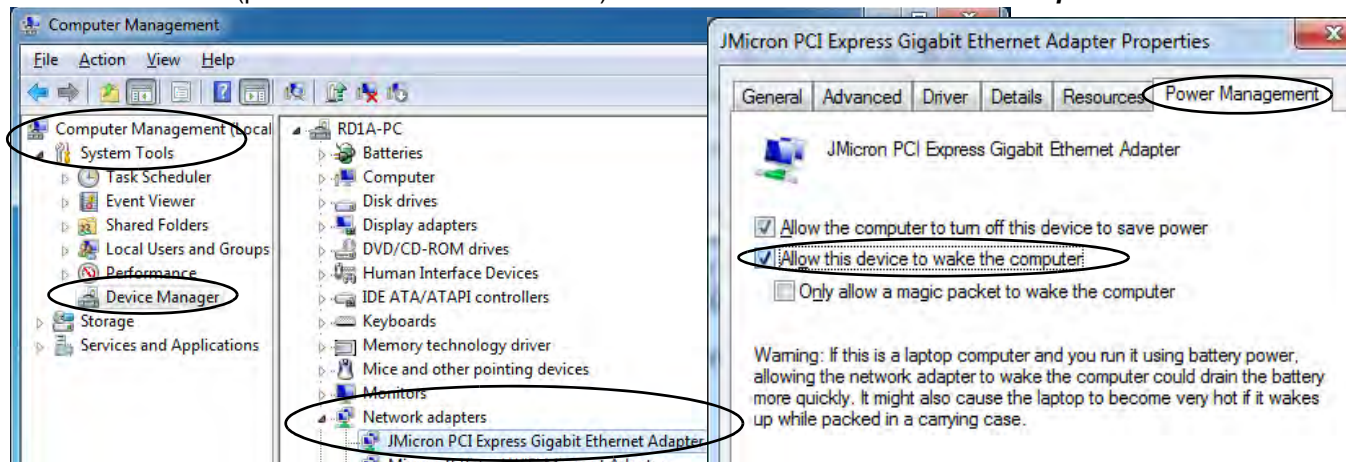 Computer Management
File Action View Help
Computer Management (Local
System Tools
Task Scheduler
Event Viewer
Shared Folders
Local Users and Groups
Performance
Device Manager
Storage
Services and Applications
RD1A-PC
Batteries
Computer
Disk drives
Display adapters
DVD/CD-ROM drives
Human Interface Devices
IDE ATA/ATAPI controllers
Keyboards
Memory technology driver
Mice and other pointing devices
Monitors
Network adapters
JMicron PCI Express Gigabit Ethernet Adapter
JMicron PCI Express Gigabit Ethernet Adapter Properties
General Advanced Driver Details Resources Power Management
JMicron PCI Express Gigabit Ethernet Adapter
Allow the computer to turn off this device to save power
Allow this device to wake the computer
Only allow a magic packet to wake the computer
Warning: If this is a laptop computer and you run it using battery power,
allowing the network adapter to wake the computer could drain the battery
more quickly. It might also cause the laptop to become very hot if it wakes
up while packed in a carrying case.